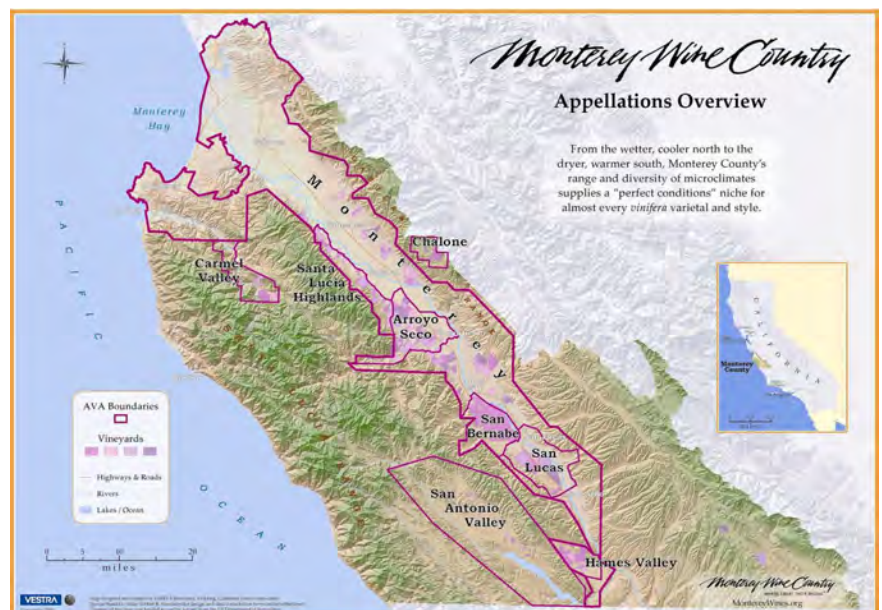 Monterey Wine Country
Appellations Overview
From the wetter, cooler north to the
dryer, warmer south, Monterey County's
range and diversity of microclimates
supplies a "perfect conditions" niche for
almost every vinifera varietal and style.
Monterey
Bay
PACIFIC
OCEAN
Monterey
Chalone
Carmel
Valley
Santa
Lucia
Highlands
Arroyo
Seco
San
Bernabe
San
Lucas
San
Antonio
Valley
Hames Valley
CALIFORNIA
Monterey
County
AVA Boundaries
Vineyards
Highways & Roads
Rivers
Lakes / Ocean
0 5 10 20
miles
VESTRA
Monterey Wine Country
MontereyWines.org